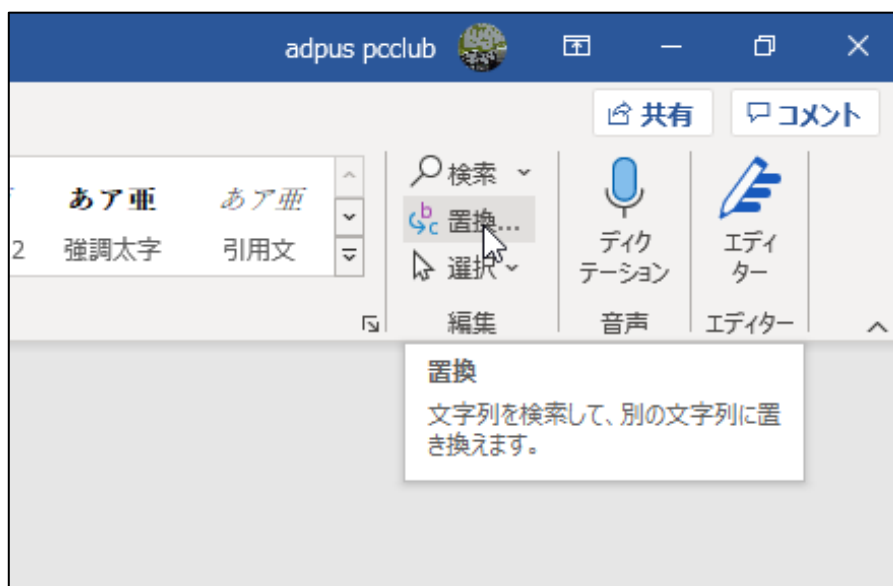 adpus pcclub
共有
コメント
あア亜
あア亜
2
強調太字
引用文
検索
置換...
選択
編集
ディク
テーション
音声
エディ
ター
エディター
置換
文字列を検索して、別の文字列に置
き換えます。